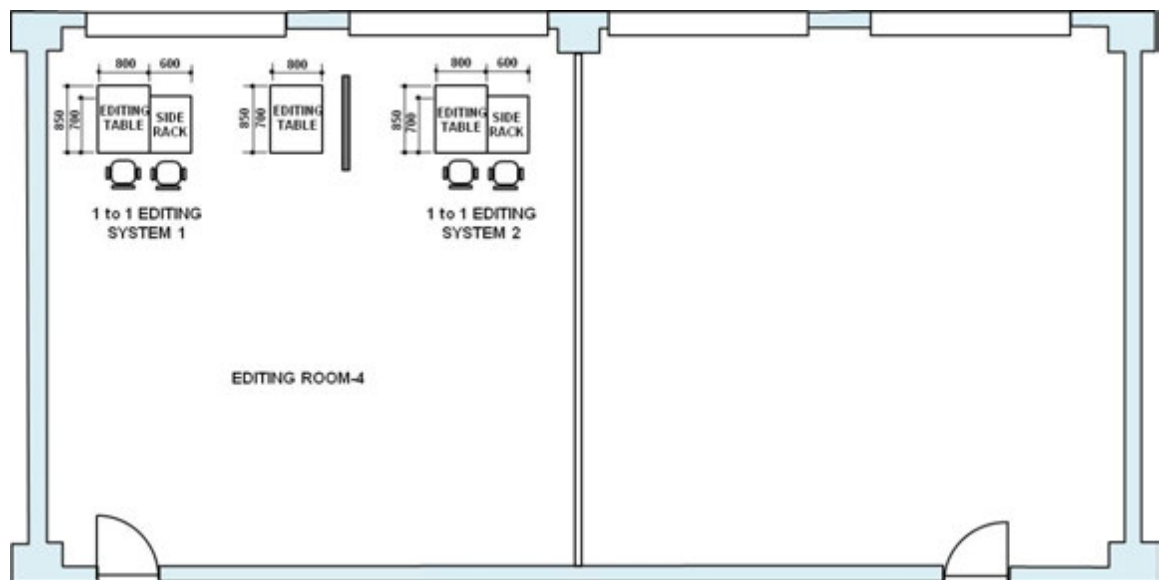 800 600
850
700
EDITING
TABLE
SIDE
RACK
1 to 1 EDITING
SYSTEM 1
800
850
700
EDITING
TABLE
800 600
850
700
EDITING
TABLE
SIDE
RACK
1 to 1 EDITING
SYSTEM 2
EDITING ROOM-4